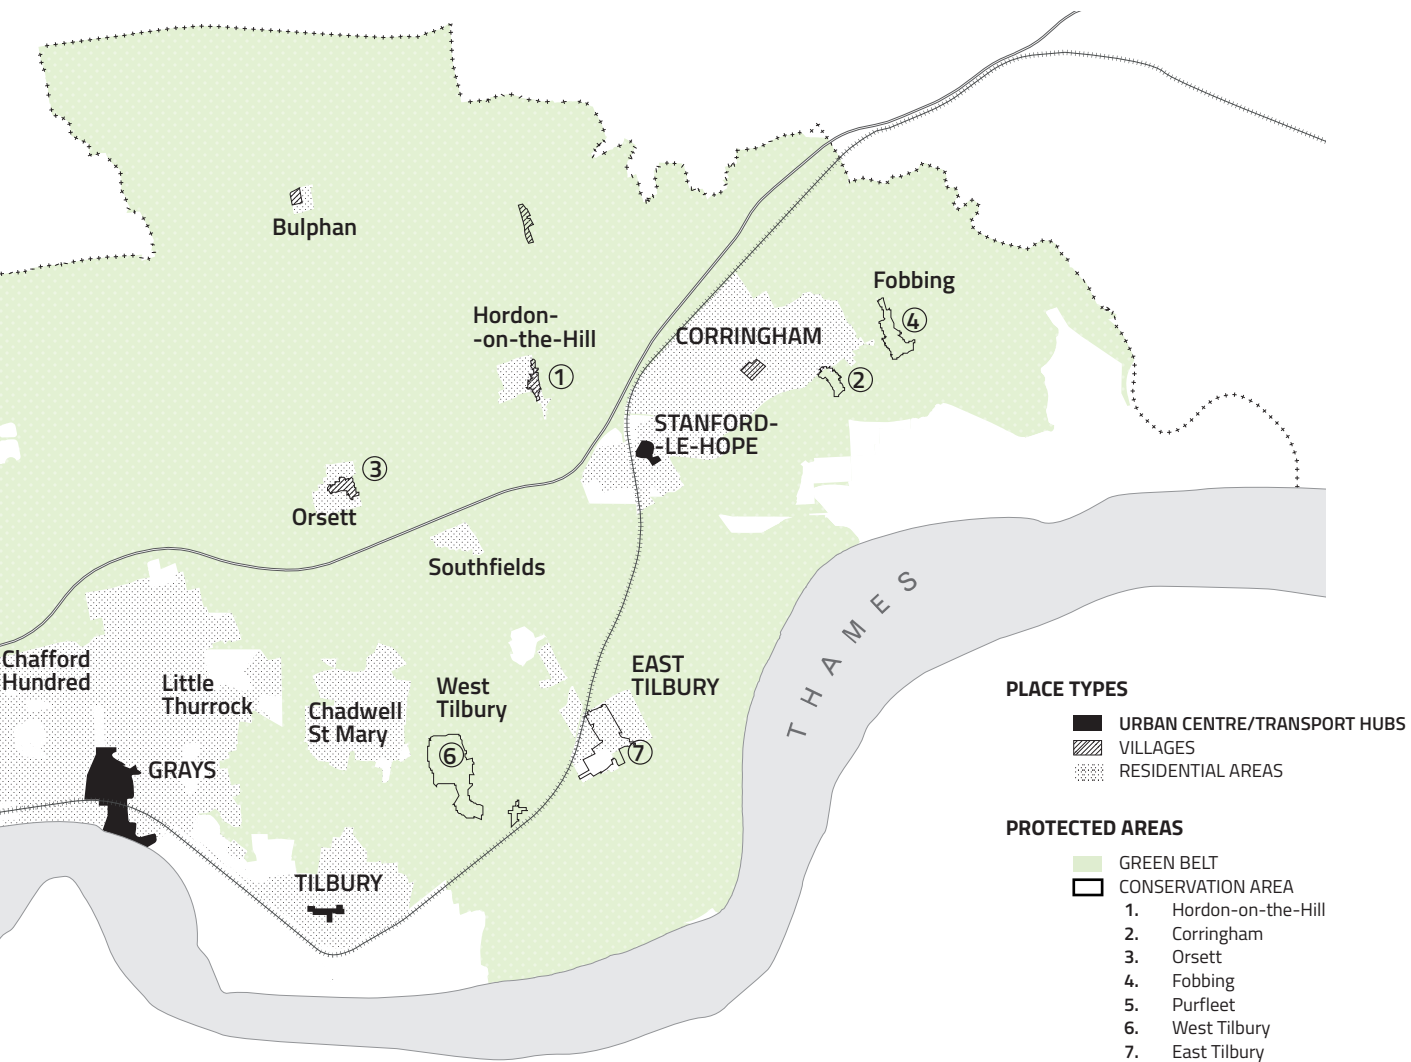 Bulphan
Fobbing
4
Hordon-
-on-the-Hill
1
CORRINGHAM
2
STANFORD-
-LE-HOPE
3
Orsett
Southfields
THAMES
Chafford
Hundred
Little
Thurrock
Chadwell
St Mary
West
Tilbury
6
EAST
TILBURY
7
GRAYS
TILBURY
PLACE TYPES
URBAN CENTRE/TRANSPORT HUBS
VILLAGES
RESIDENTIAL AREAS
PROTECTED AREAS
GREEN BELT
CONSERVATION AREA
1. Hordon-on-the-Hill
2. Corringham
3. Orsett
4. Fobbing
5. Purfleet
6. West Tilbury
7. East Tilbury